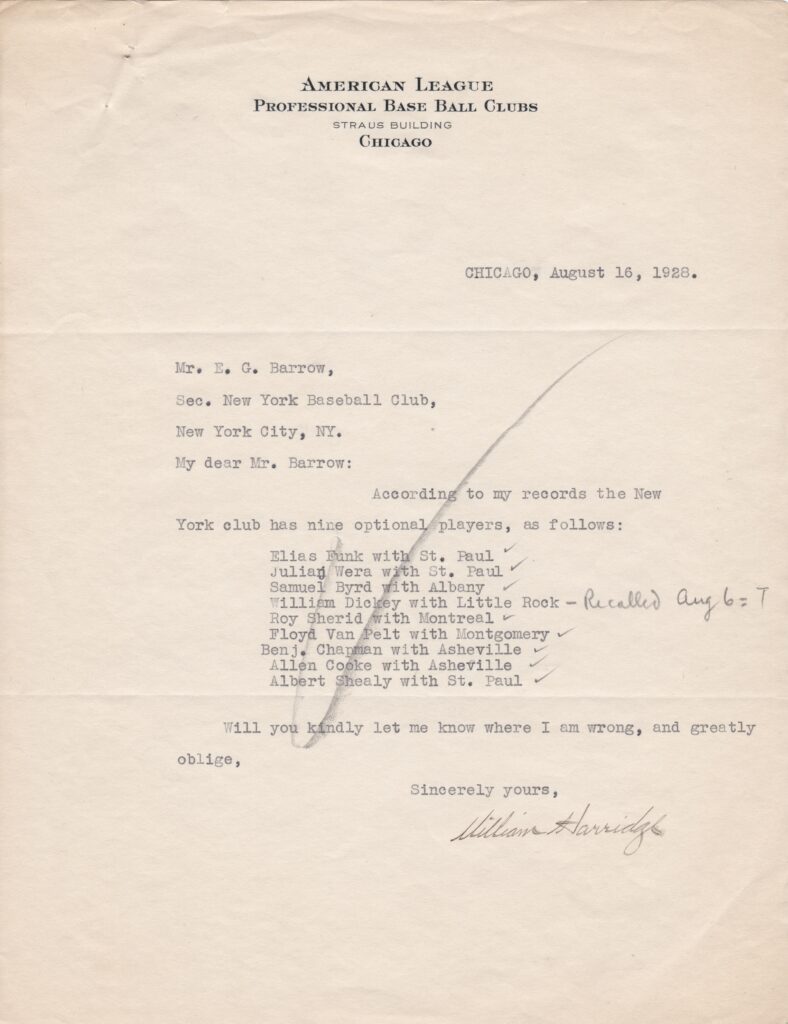 AMERICAN LEAGUE
PROFESSIONAL BASE BALL CLUBS
STRAUS BUILDING
CHICAGO
CHICAGO, August 16, 1928.
Mr. E. G. Barrow,
Sec. New York Baseball Club,
New York City, NY.
My dear Mr. Barrow:
According to my records the New
York club has nine optional players, as follows:
Elias Funk with St. Paul ✓
Julian Wera with St. Paul ✓
Samuel Byrd with Albany ✓
William Dickey with Little Rock – Recalled Aug 6 = T
Roy Sherid with Montreal ✓
Floyd Van Pelt with Montgomery ✓
Benj. Chapman with Asheville ✓
Allen Cooke with Asheville ✓
Albert Shealy with St. Paul ✓
Will you kindly let me know where I am wrong, and greatly
oblige,
Sincerely yours,
William Harridge